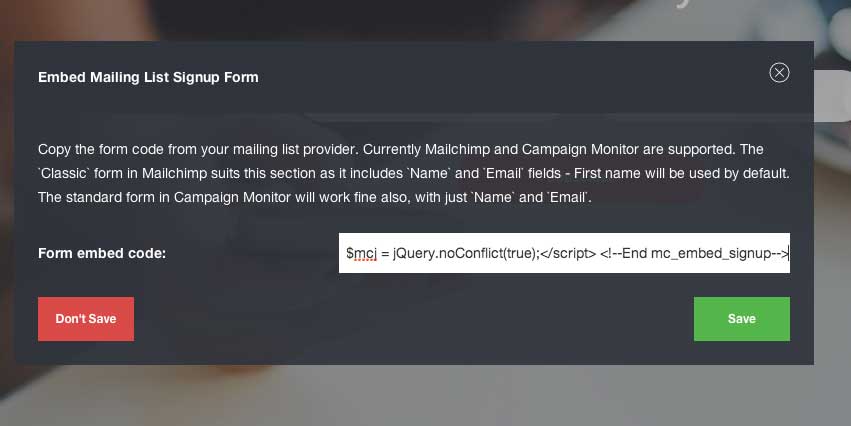 Embed Mailing List Signup Form
Copy the form code from your mailing list provider. Currently Mailchimp and Campaign Monitor are supported. The
`Classic` form in Mailchimp suits this section as it includes `Name` and `Email` fields - First name will be used by default.
The standard form in Campaign Monitor will work fine also, with just `Name` and `Email`.
Form embed code: $mcj = jQuery.noConflict(true);</script> <!--End mc_embed_signup-->
Don't Save Save